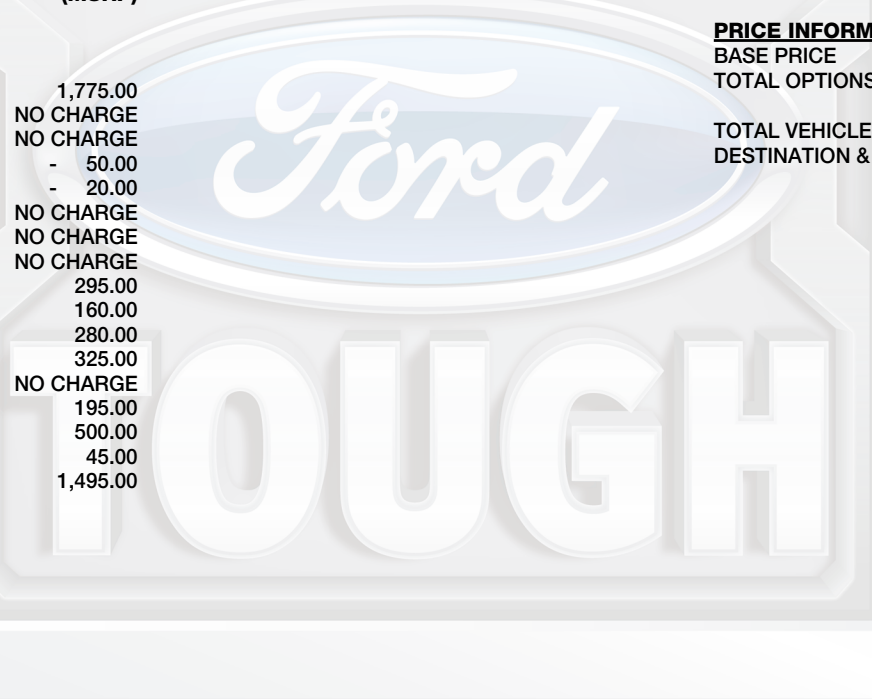 1,775.00
NO CHARGE
NO CHARGE
- 50.00
- 20.00
NO CHARGE
NO CHARGE
NO CHARGE
295.00
160.00
280.00
325.00
NO CHARGE
195.00
500.00
45.00
1,495.00
PRICE INFORM
BASE PRICE
TOTAL OPTIONS
TOTAL VEHICLE
DESTINATION &
Ford
TOUGH